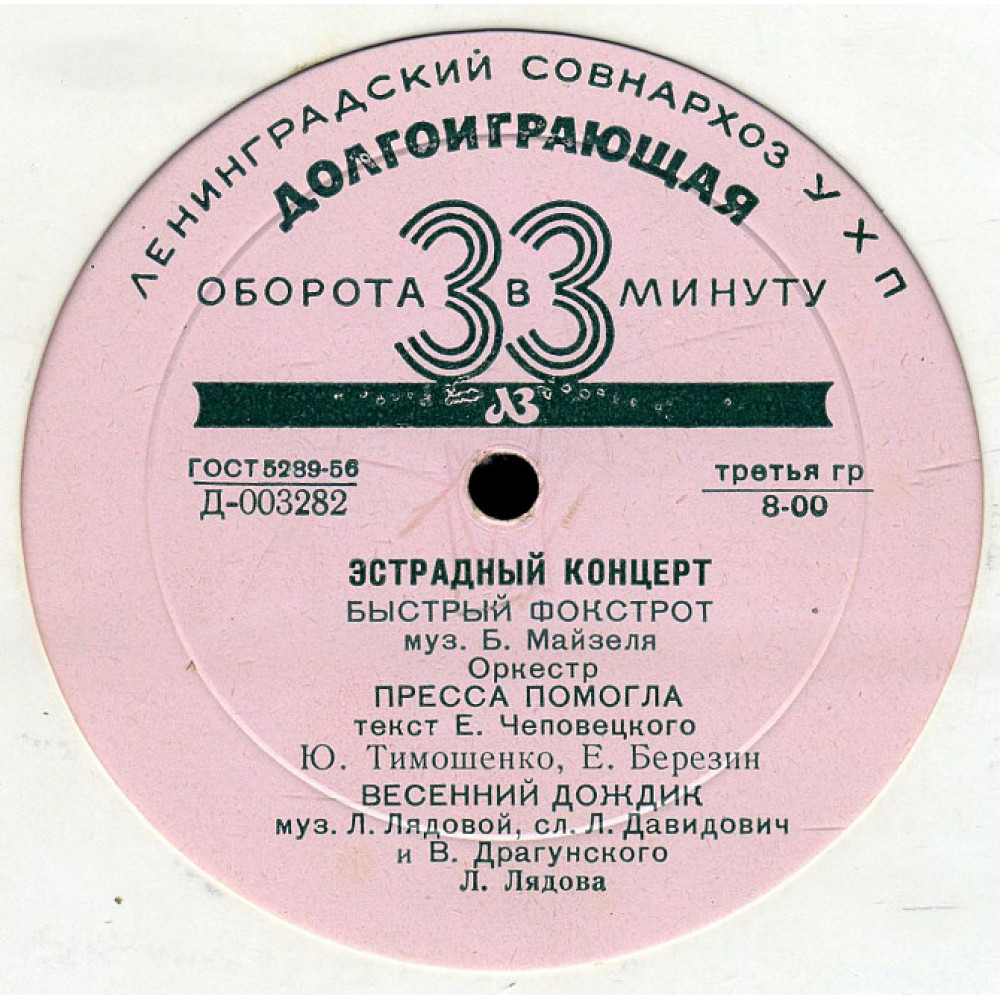 ЛЕНИНГРАДСКИЙ СОВНАРХОЗ УХП
ДОЛГОИГРАЮЩАЯ
ОБОРОТА 33 В МИНУТУ
ЛЗ
ГОСТ 5289-56
Д-003282
третья гр
8-00
ЭСТРАДНЫЙ КОНЦЕРТ
БЫСТРЫЙ ФОКСТРОТ
муз. Б. Майзеля
Оркестр
ПРЕССА ПОМОГЛА
текст Е. Чеповецкого
Ю. Тимошенко, Е. Березин
ВЕСЕННИЙ ДОЖДИК
муз. Л. Лядовой, сл. Л. Давидович
и В. Драгунского
Л. Лядова